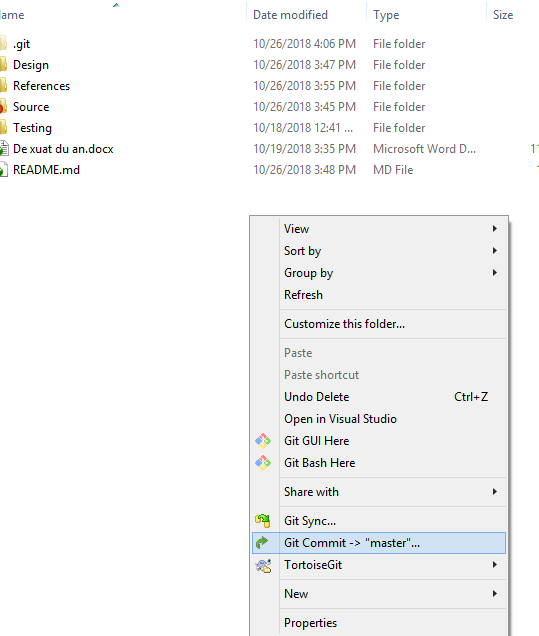 ame Date modified Type Size
.git 10/26/2018 4:06 PM File folder
Design 10/26/2018 3:47 PM File folder
References 10/26/2018 3:55 PM File folder
Source 10/26/2018 3:45 PM File folder
Testing 10/18/2018 12:41 ... File folder
De xuat du an.docx 10/19/2018 3:35 PM Microsoft Word D... 11
README.md 10/26/2018 3:48 PM MD File 1
View
Sort by
Group by
Refresh
Customize this folder...
Paste
Paste shortcut
Undo Delete Ctrl+Z
Open in Visual Studio
Git GUI Here
Git Bash Here
Share with
Git Sync...
Git Commit -> "master"...
TortoiseGit
New
Properties